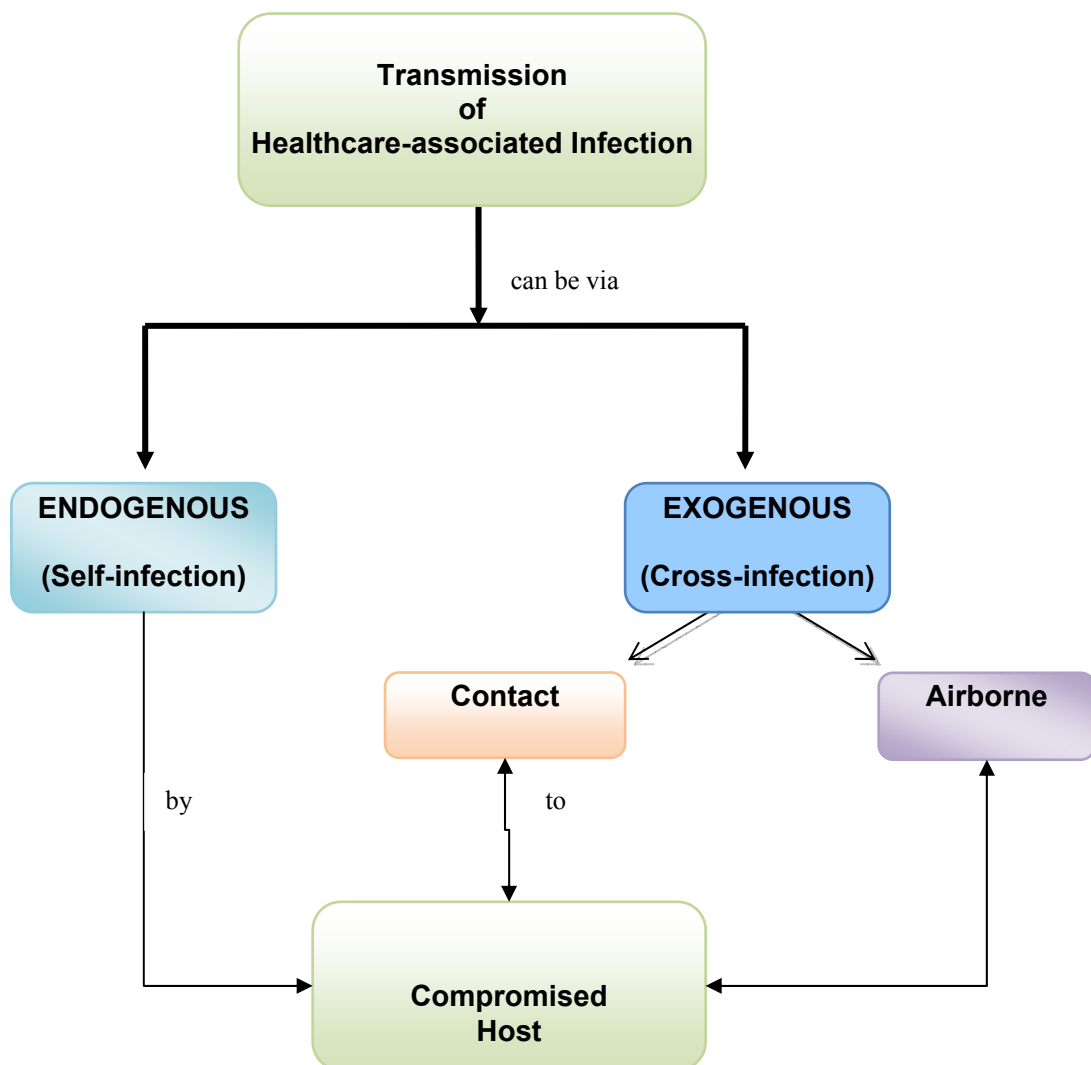 Transmission
of
Healthcare-associated Infection
can be via
ENDOGENOUS
(Self-infection)
EXOGENOUS
(Cross-infection)
Contact
Airborne
by
to
Compromised
Host